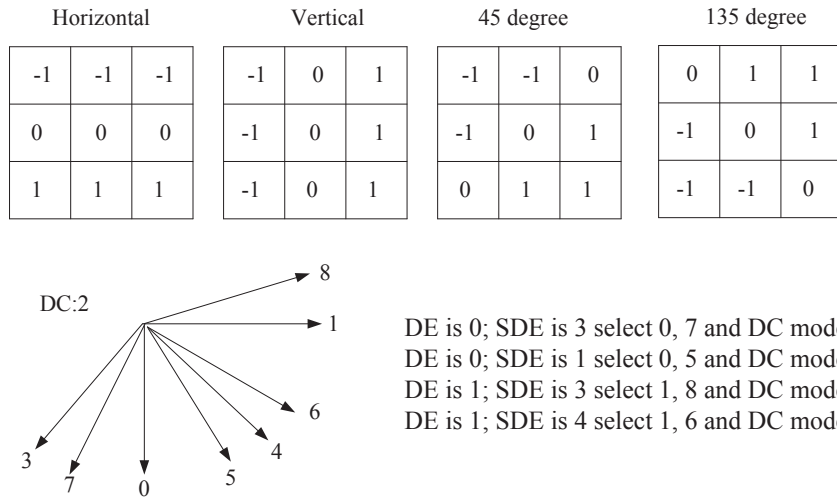 Horizontal Vertical 45 degree 135 degree
-1 -1 -1 -1 0 1 -1 -1 0 0 1 1
0 0 0 -1 0 1 -1 0 1 -1 0 1
1 1 1 -1 0 1 0 1 1 -1 -1 0
8
DC:2
1
DE is 0; SDE is 3 select 0, 7 and DC mode
DE is 0; SDE is 1 select 0, 5 and DC mode
DE is 1; SDE is 3 select 1, 8 and DC mode
DE is 1; SDE is 4 select 1, 6 and DC mode
6
4
3 7 0 5